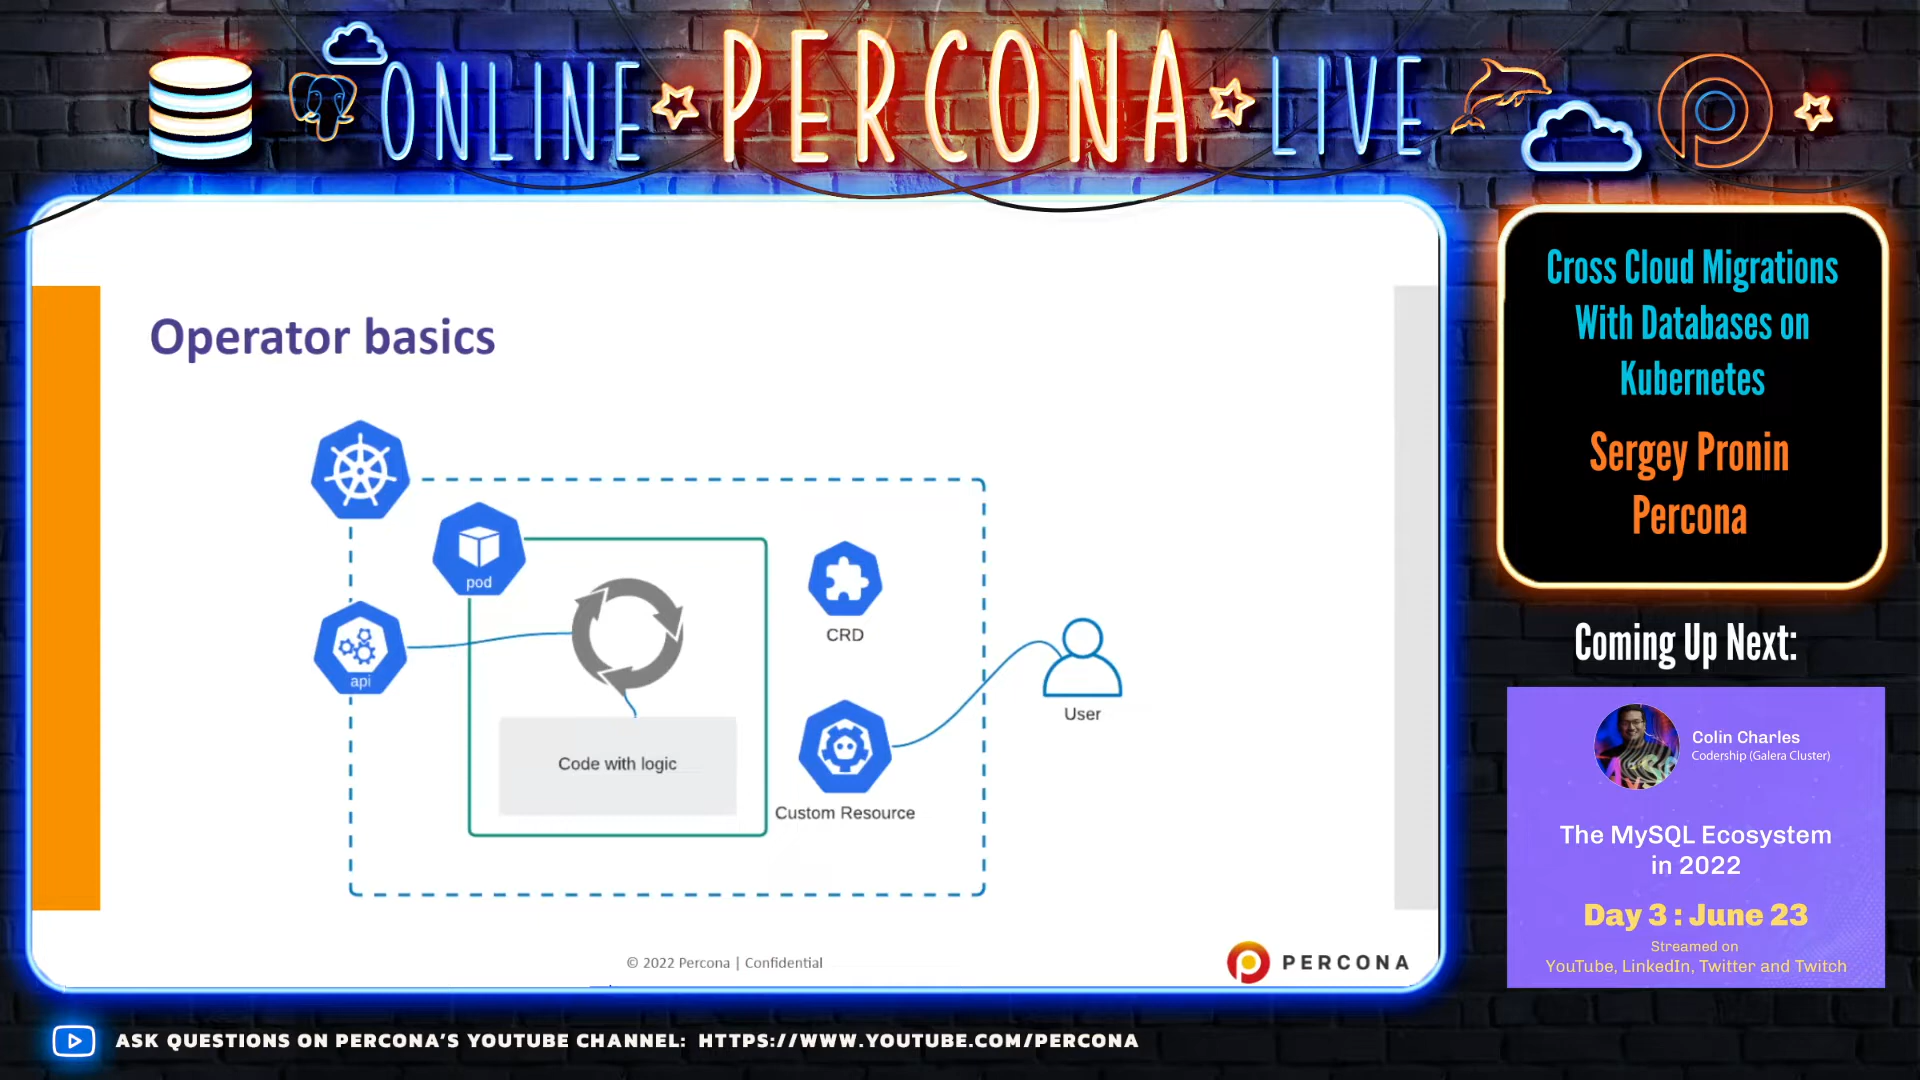 ONLINE PERCONA LIVE
Operator basics
pod
api
Code with logic
CRD
Custom Resource
User
© 2022 Percona | Confidential
PERCONA
Cross Cloud Migrations
With Databases on
Kubernetes
Sergey Pronin
Percona
Coming Up Next:
Colin Charles
Codership (Galera Cluster)
The MySQL Ecosystem
in 2022
Day 3 : June 23
Streamed on
YouTube, LinkedIn, Twitter and Twitch
ASK QUESTIONS ON PERCONA'S YOUTUBE CHANNEL: HTTPS://WWW.YOUTUBE.COM/PERCONA